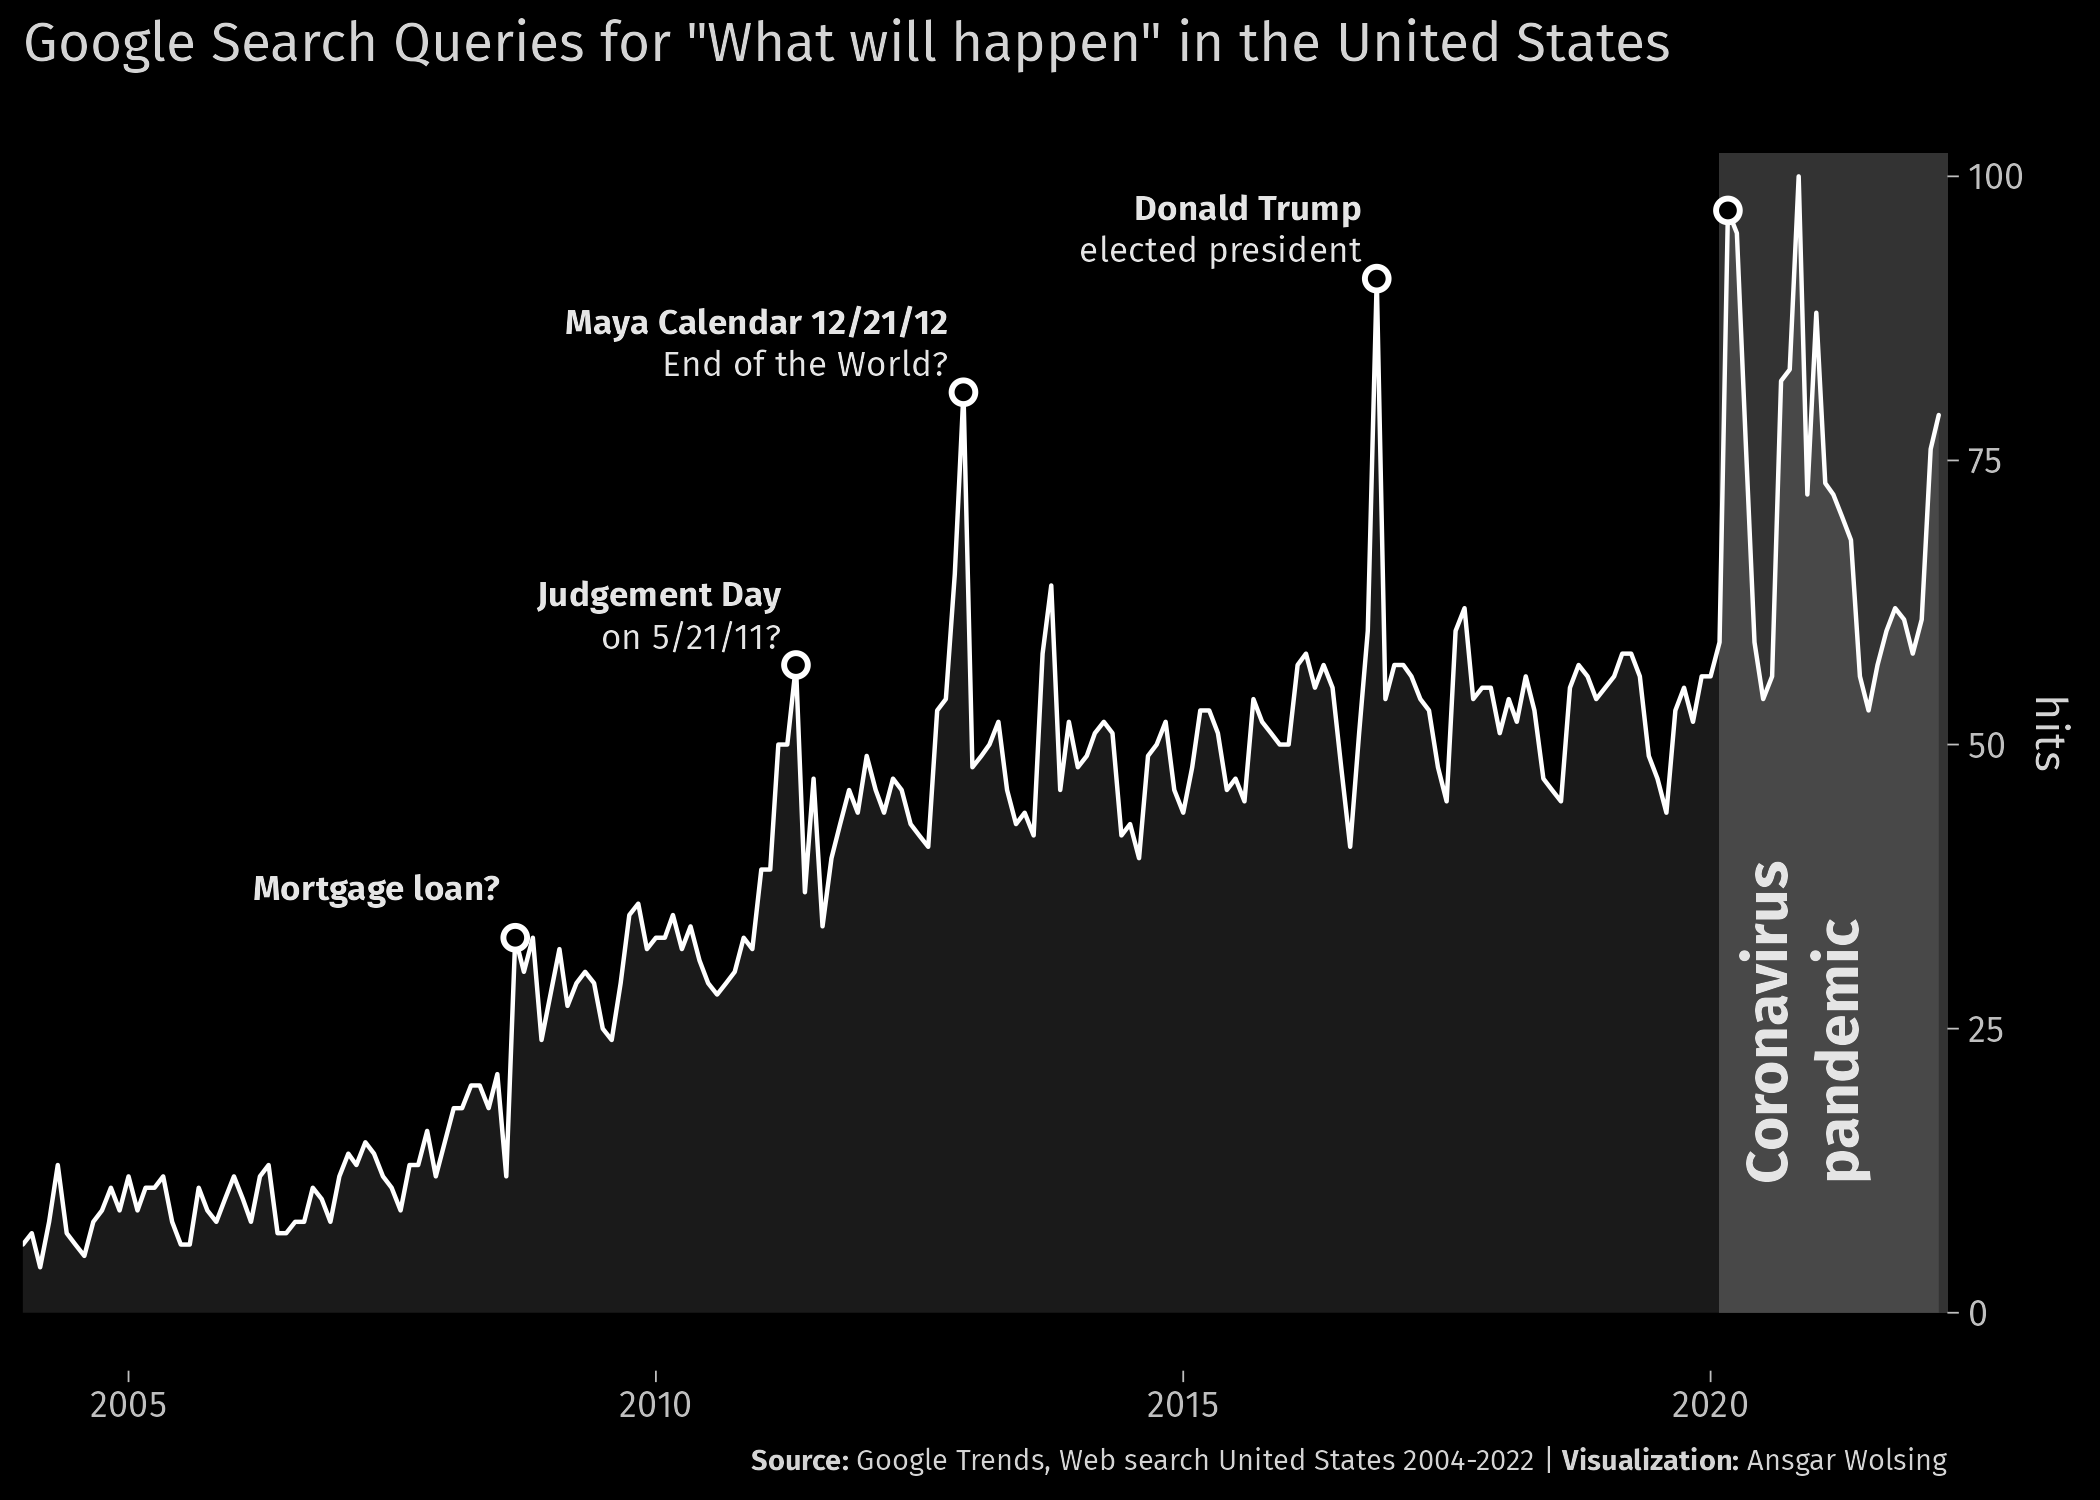 Google Search Queries for "What will happen" in the United States
Donald Trump
elected president
Maya Calendar 12/21/12
End of the World?
Judgement Day
on 5/21/11?
Mortgage loan?
Coronavirus
pandemic
100
75
50
25
0
hits
2005
2010
2015
2020
Source: Google Trends, Web search United States 2004-2022 | Visualization: Ansgar Wolsing